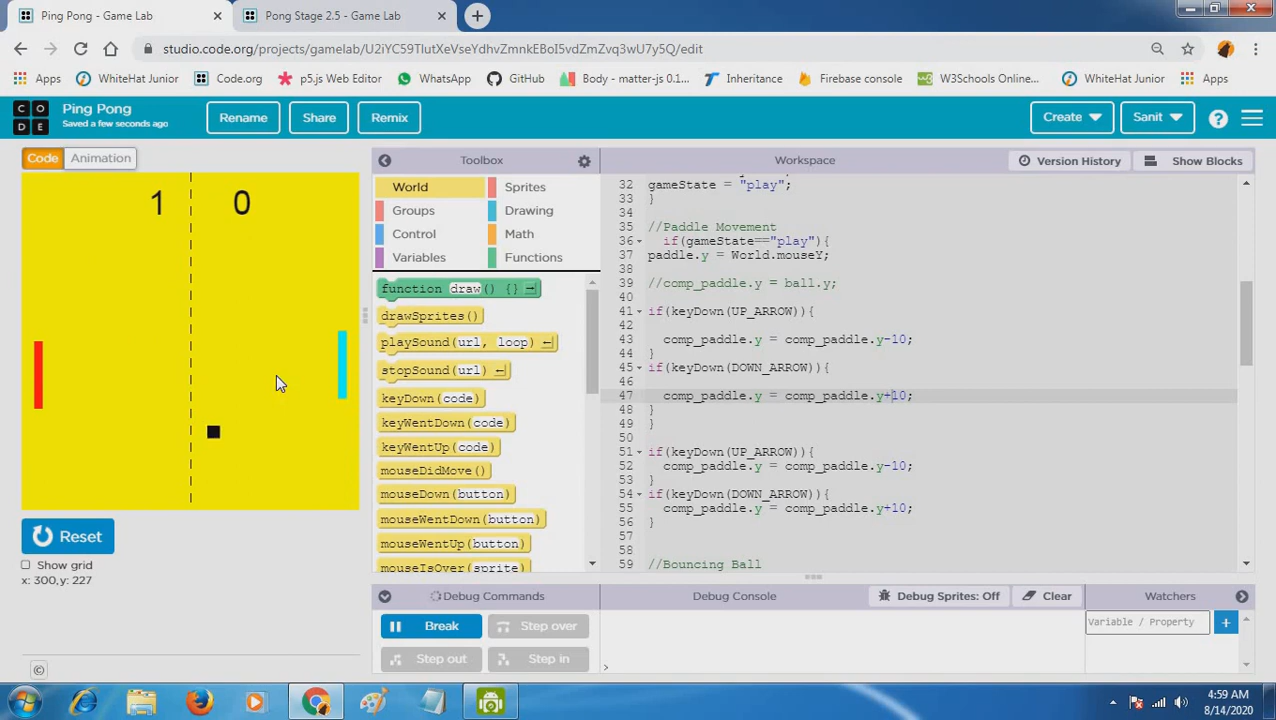 Ping Pong - Game Lab
Pong Stage 2.5 - Game Lab
studio.code.org/projects/gamelab/U2iYC59TIutXeVseYdhvZmnkEBoI5vdZmZvq3wU7y5Q/edit
Apps
WhiteHat Junior
Code.org
p5.js Web Editor
WhatsApp
GitHub
Body - matter-js 0.1...
Inheritance
Firebase console
W3Schools Online...
WhiteHat Junior
Apps
C O
D E
Ping Pong
Saved a few seconds ago
Rename
Share
Remix
Create
Sanit
?
Code
Animation
Toolbox
Workspace
Version History
Show Blocks
1 0
World
Sprites
Groups
Drawing
Control
Math
Variables
Functions
function draw() {}
drawSprites()
playSound(url, loop)
stopSound(url)
keyDown(code)
keyWentDown(code)
keyWentUp(code)
mouseDidMove()
mouseDown(button)
mouseWentDown(button)
mouseWentUp(button)
mouseIsOver(sprite)
32 gameState = "play";
33 }
34
35 //Paddle Movement
36 if(gameState=="play"){
37 paddle.y = World.mouseY;
38
39 //comp_paddle.y = ball.y;
40
41 if(keyDown(UP_ARROW)){
42
43 comp_paddle.y = comp_paddle.y-10;
44 }
45 if(keyDown(DOWN_ARROW)){
46
47 comp_paddle.y = comp_paddle.y+10;
48 }
49 }
50
51 if(keyDown(UP_ARROW)){
52 comp_paddle.y = comp_paddle.y-10;
53 }
54 if(keyDown(DOWN_ARROW)){
55 comp_paddle.y = comp_paddle.y+10;
56 }
57
58
59 //Bouncing Ball
Reset
Show grid
x: 300, y: 227
Debug Commands
Debug Console
Debug Sprites: Off
Clear
Watchers
Break
Step over
Step out
Step in
Variable / Property
+
>
©
4:59 AM
8/14/2020